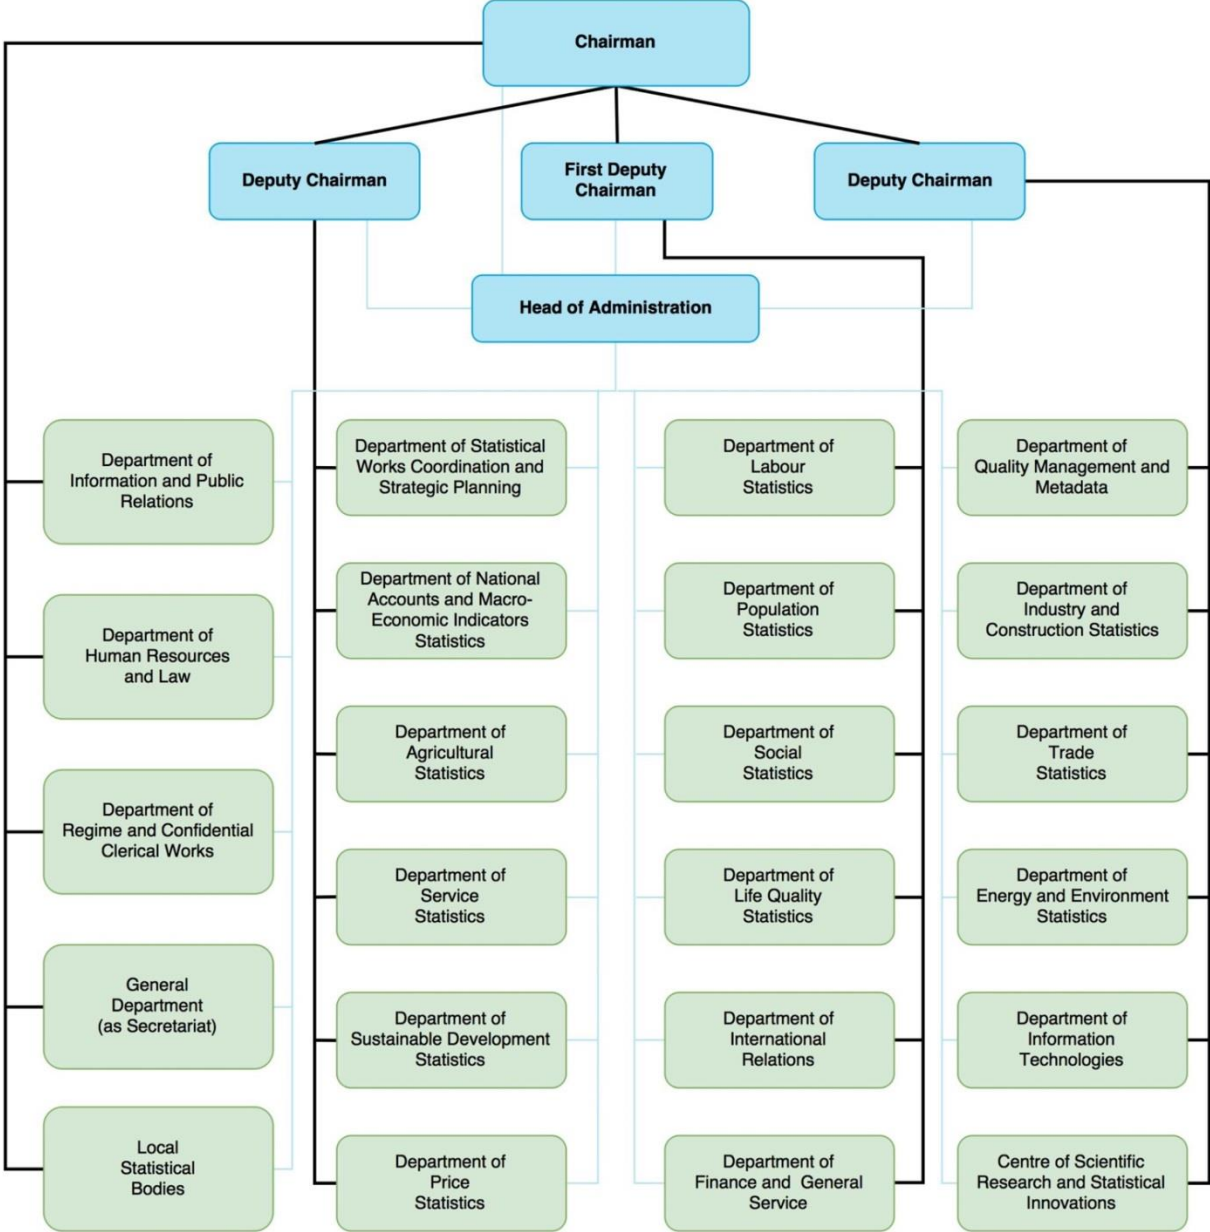 Chairman
Deputy Chairman
First Deputy
Chairman
Deputy Chairman
Head of Administration
Department of
Information and Public
Relations
Department of
Human Resources
and Law
Department of
Regime and Confidential
Clerical Works
General
Department
(as Secretariat)
Local
Statistical
Bodies
Department of Statistical
Works Coordination and
Strategic Planning
Department of National
Accounts and Macro-
Economic Indicators
Statistics
Department of
Agricultural
Statistics
Department of
Service
Statistics
Department of
Sustainable Development
Statistics
Department of
Price
Statistics
Department of
Labour
Statistics
Department of
Population
Statistics
Department of
Social
Statistics
Department of
Life Quality
Statistics
Department of
International
Relations
Department of
Finance and General
Service
Department of
Quality Management and
Metadata
Department of
Industry and
Construction Statistics
Department of
Trade
Statistics
Department of
Energy and Environment
Statistics
Department of
Information
Technologies
Centre of Scientific
Research and Statistical
Innovations